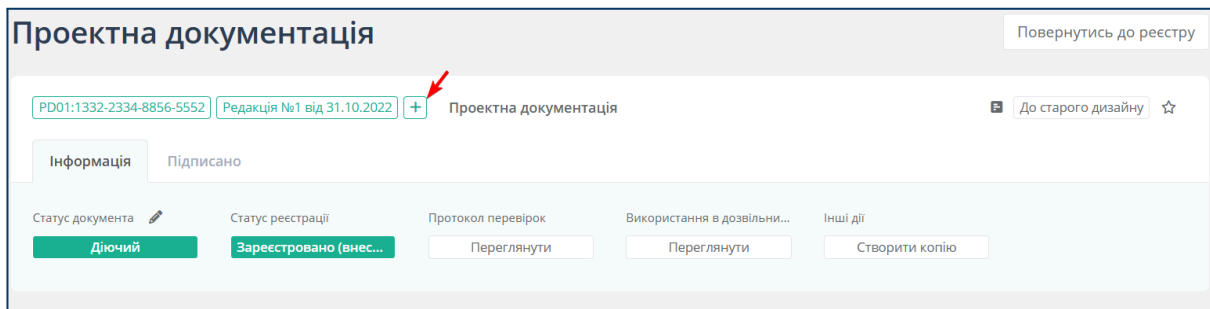 Проектна документація
Повернутись до реєстру
PD01:1332-2334-8856-5552 Редакція №1 від 31.10.2022 + Проектна документація До старого дизайну
Інформація Підписано
Статус документа Статус реєстрації Протокол перевірок Використання в дозвільни... Інші дії
Діючий Зареєстровано (внес... Переглянути Переглянути Створити копію